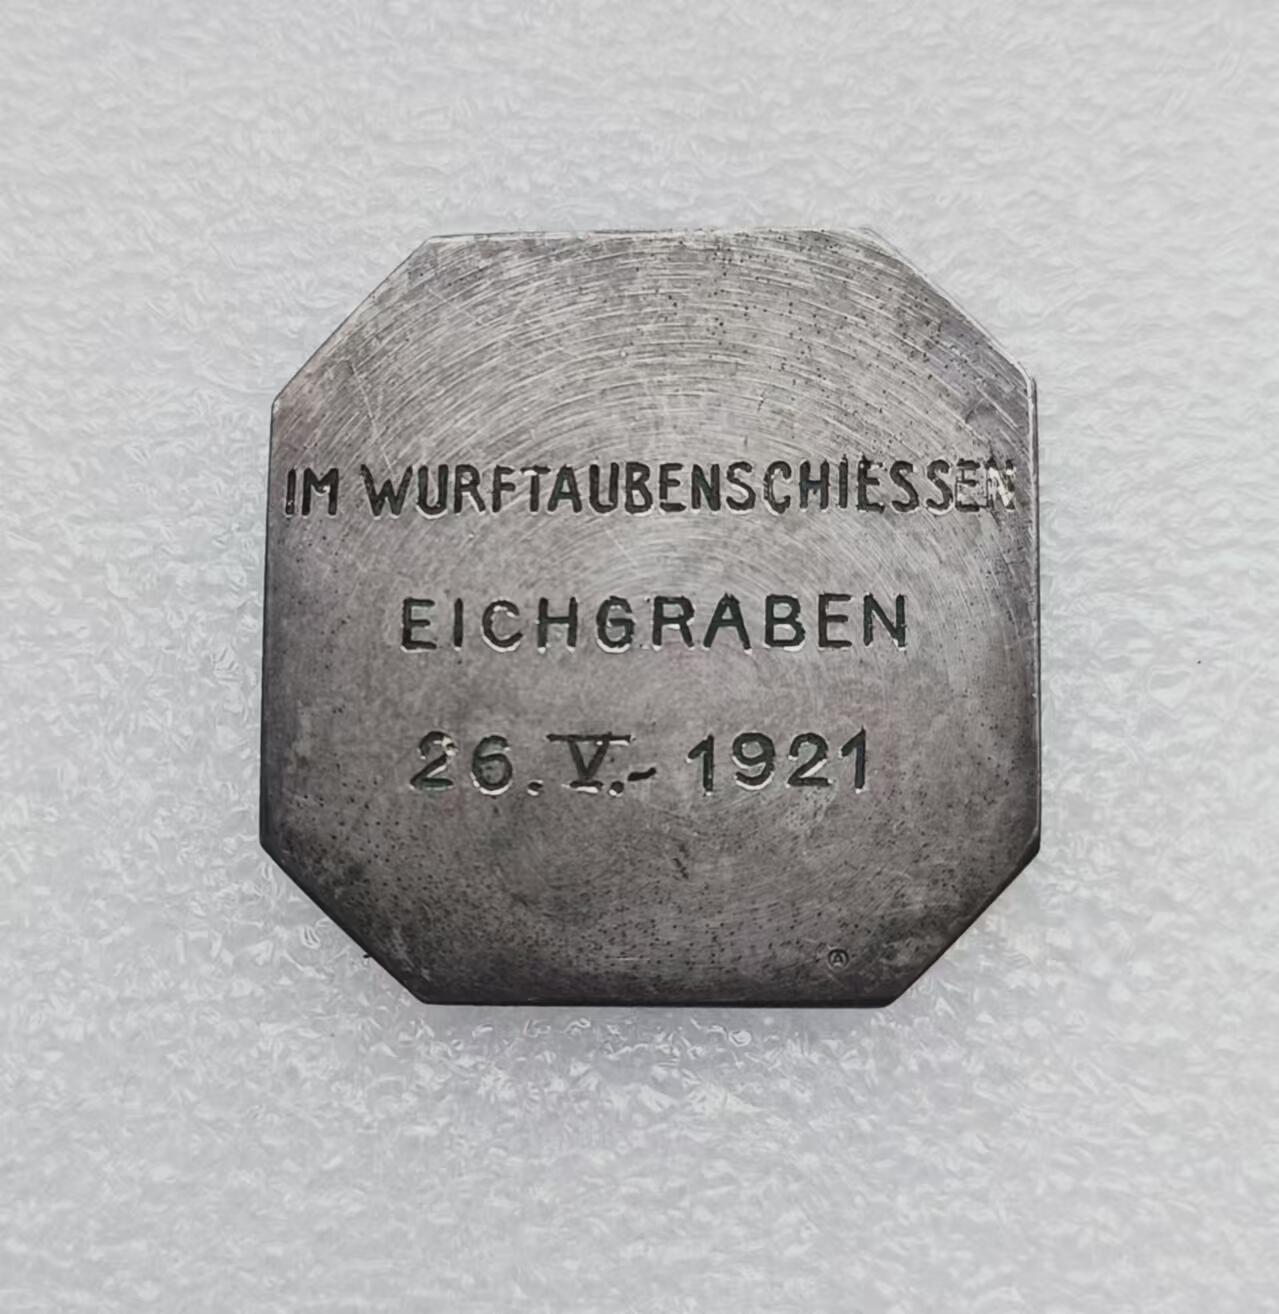 IM WURFTAUBENSCHIESSEN
EICHGRABEN
26.V.- 1921
A